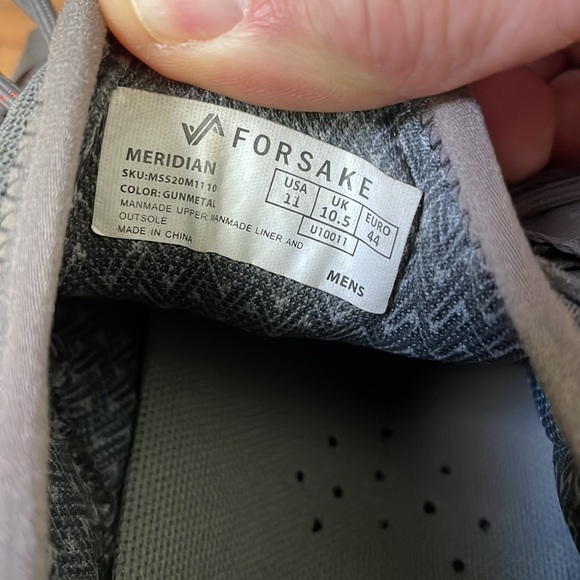 FORSAKE
MERIDIAN
SKU:MSS20M1110
COLOR: GUNMETAL
MANMADE UPPER MANMADE LINER AND
OUTSOLE
MADE IN CHINA
USA UK EURO
11 10.5 44
U10011
MENS